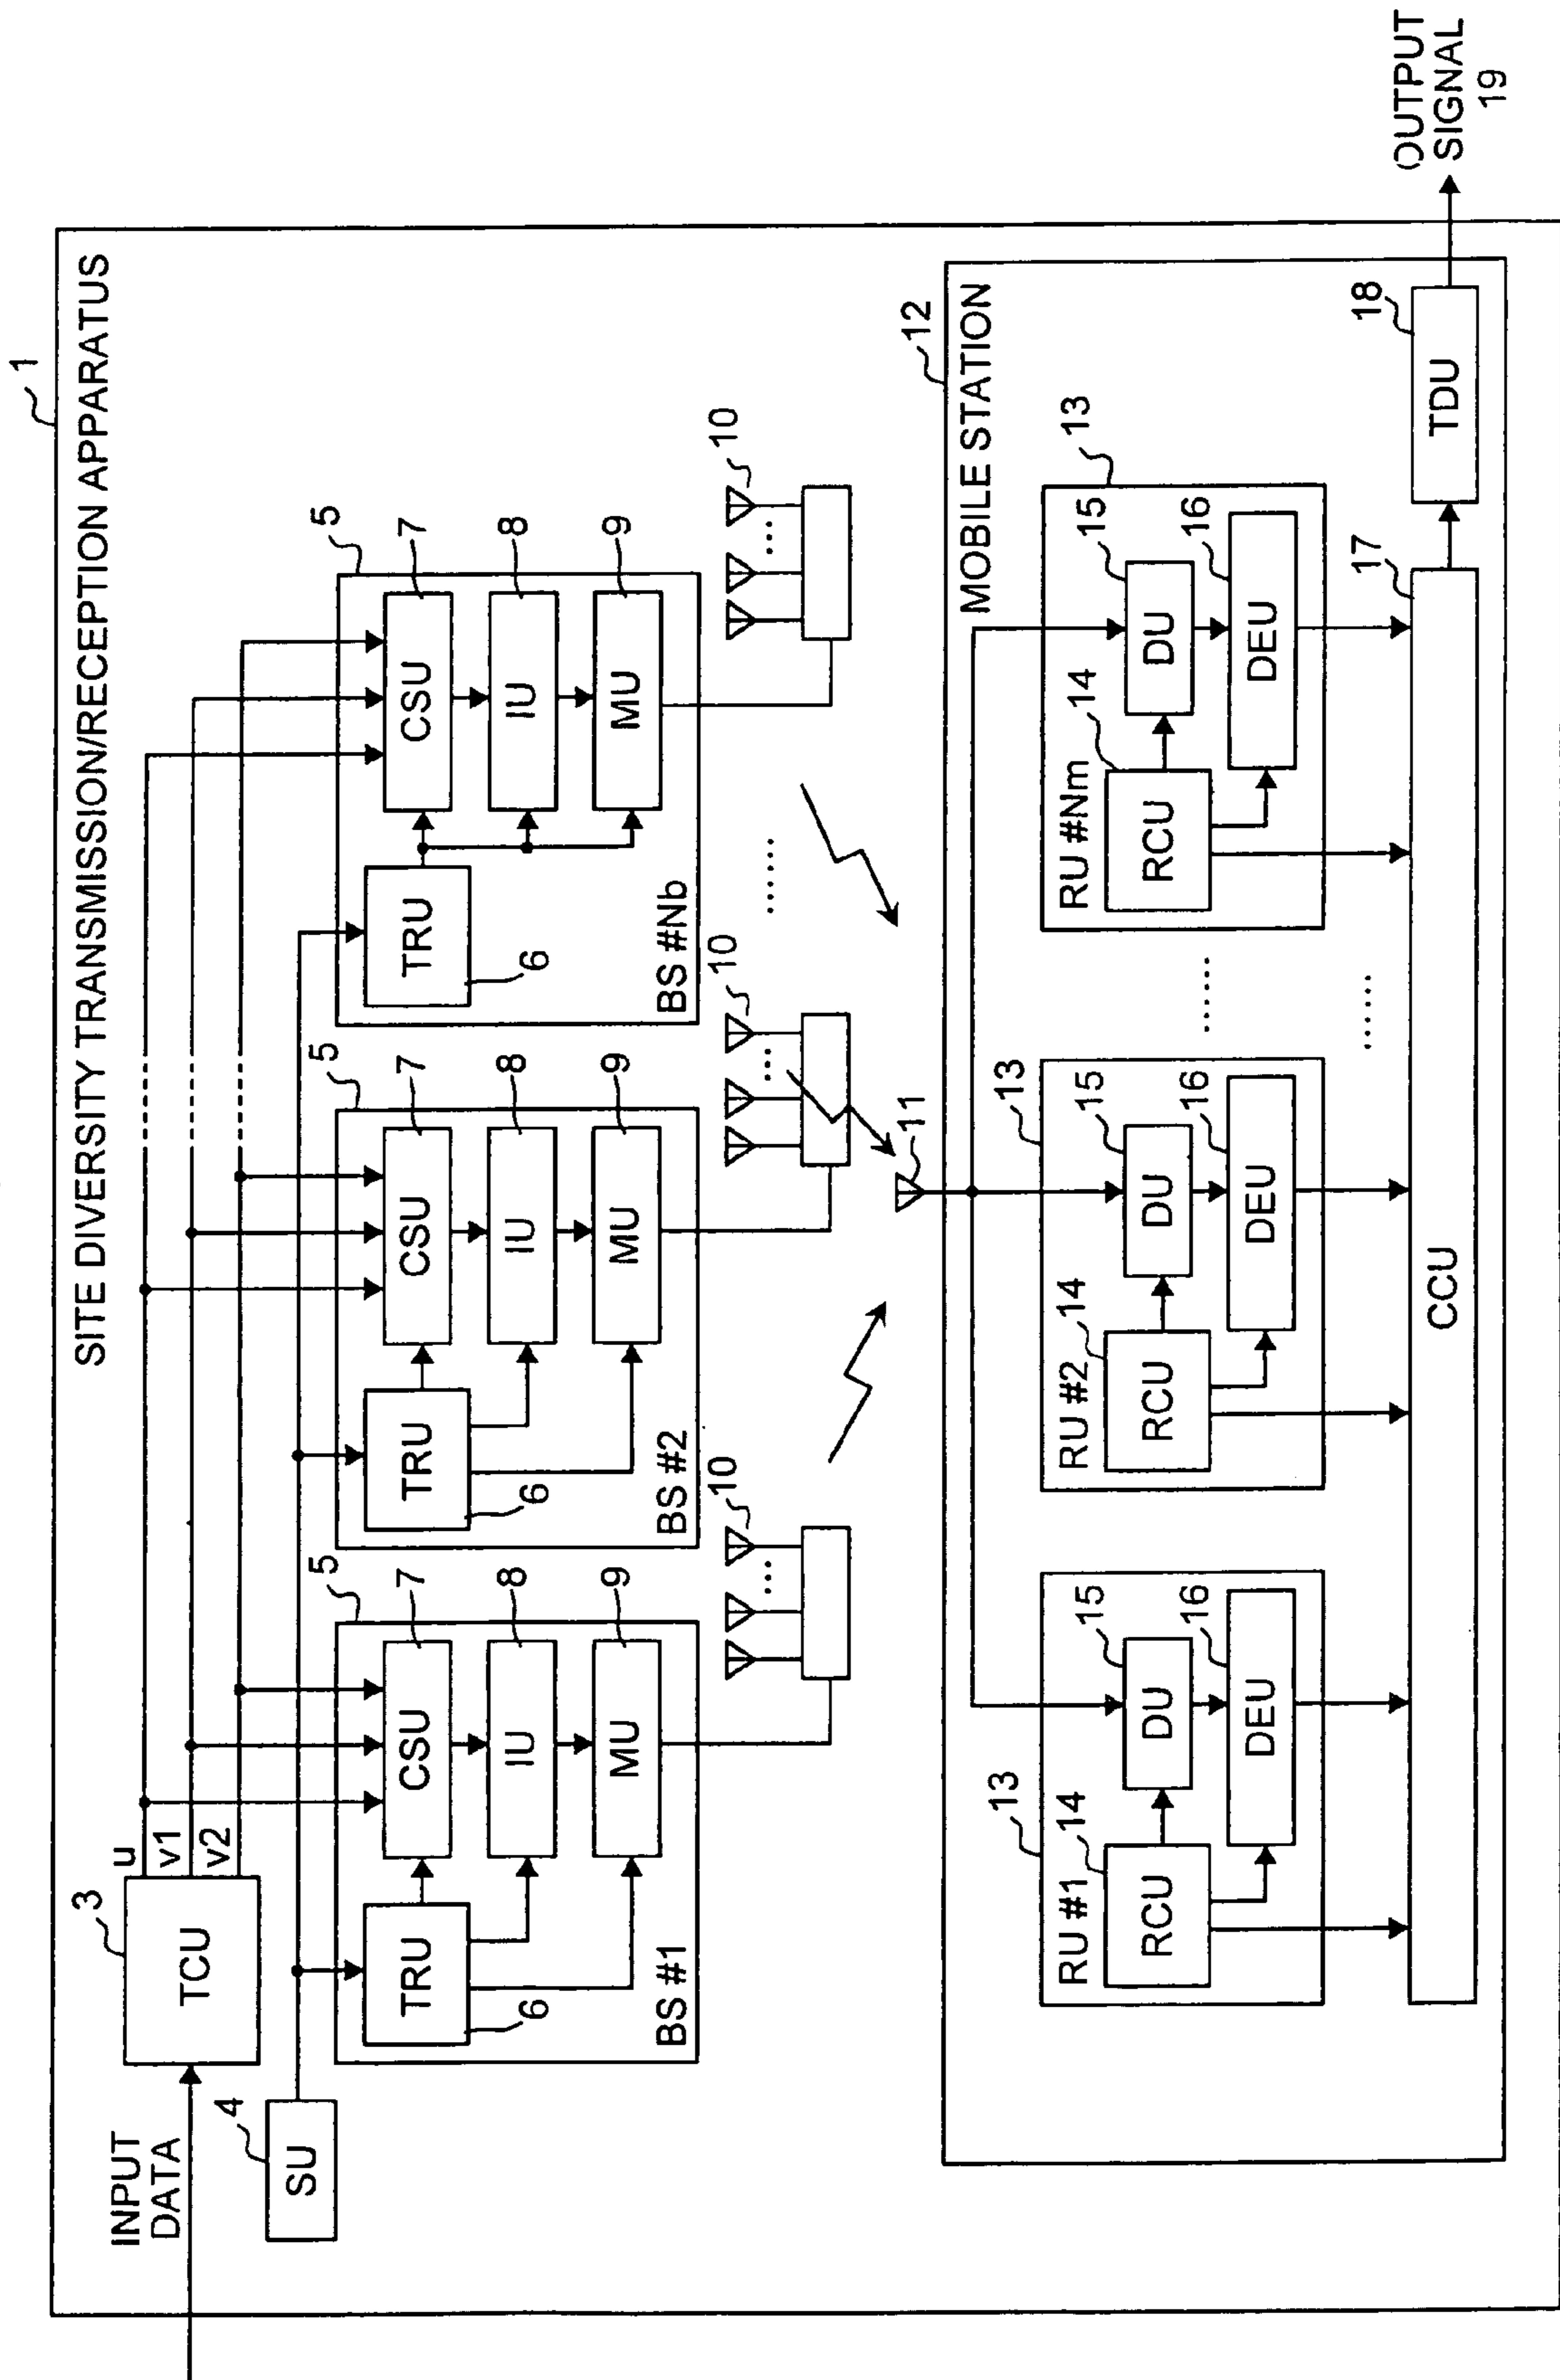 1
SITE DIVERSITY TRANSMISSION/RECEPTION APPARATUS
INPUT
DATA
3
TCU
u
v1
v2
4
SU
5
TRU
6
CSU
7
IU
8
MU
9
BS #1
10
5
TRU
6
CSU
7
IU
8
MU
9
BS #2
10
5
TRU
6
CSU
7
IU
8
MU
9
BS #Nb
10
......
11
12
MOBILE STATION
13
RU #1
14
RCU
15
DU
16
DEU
13
RU #2
14
RCU
15
DU
16
DEU
......
13
RU #Nm
14
RCU
15
DU
16
DEU
......
17
CCU
18
TDU
OUTPUT
SIGNAL
19